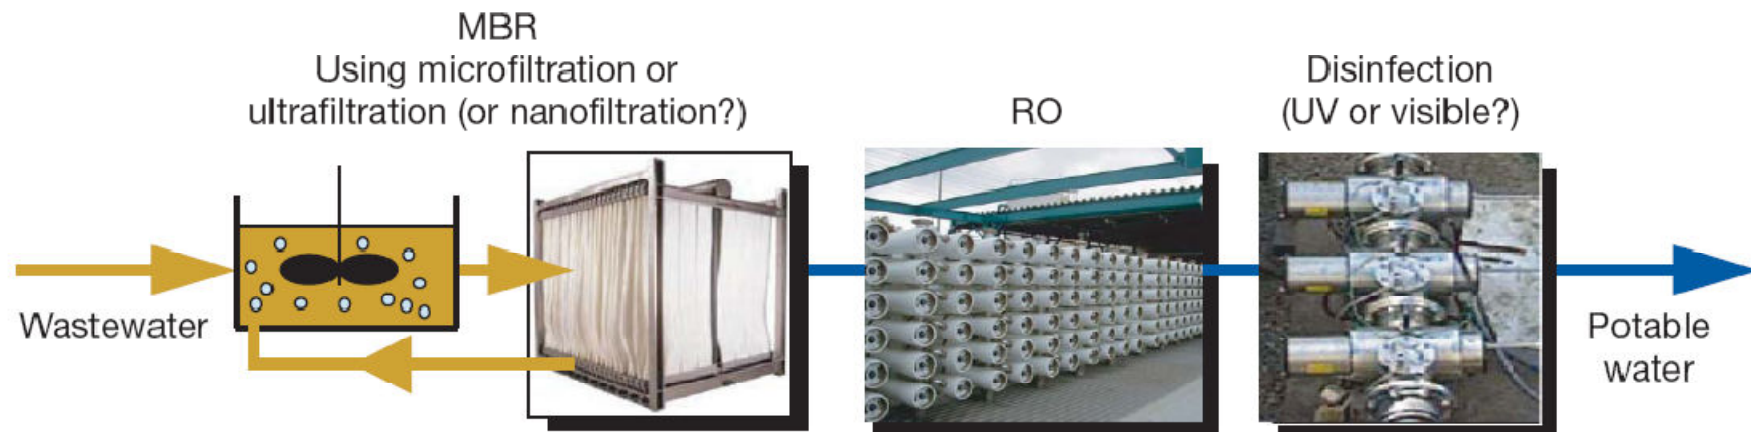 MBR
Using microfiltration or
ultrafiltration (or nanofiltration?)
RO
Disinfection
(UV or visible?)
Wastewater
Potable
water